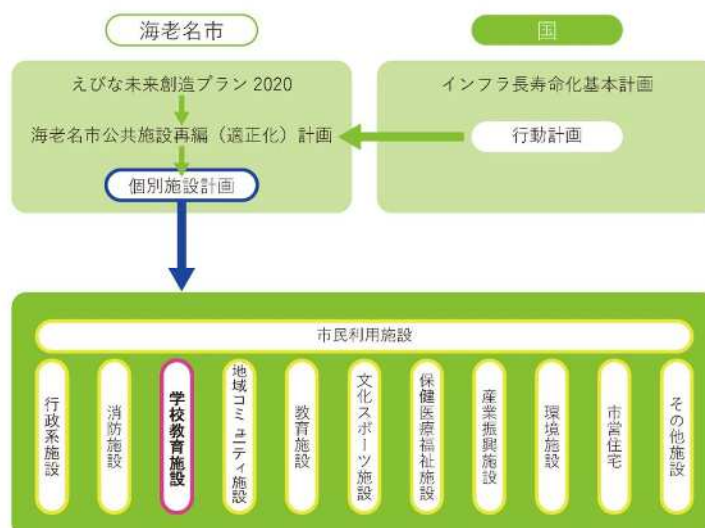 海老名市
国
えびな未来創造プラン 2020
インフラ長寿命化基本計画
海老名市公共施設再編（適正化）計画
行動計画
個別施設計画
市民利用施設
行政系施設
消防施設
学校教育施設
地域コミュニティ施設
教育施設
文化スポーツ施設
保健医療福祉施設
産業振興施設
環境施設
市営住宅
その他施設